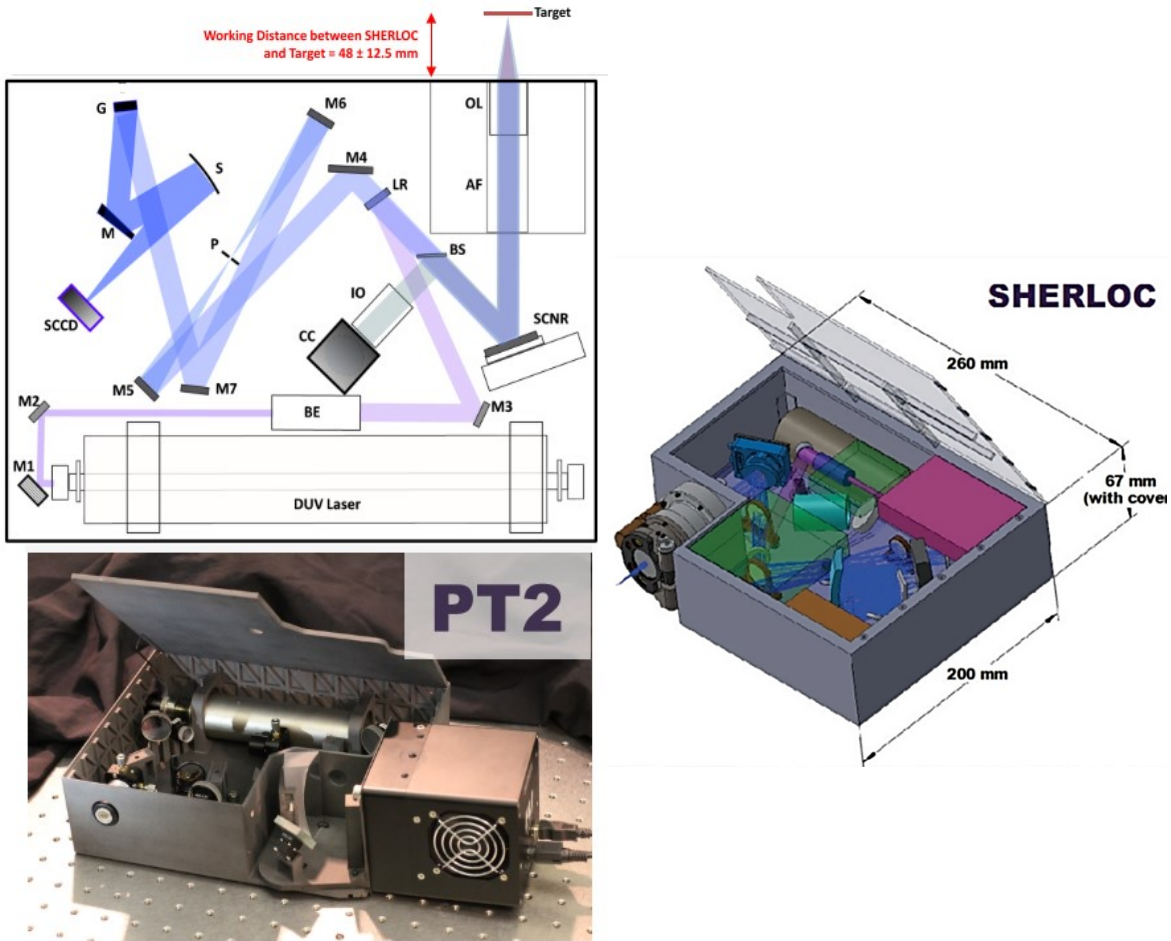 Target
Working Distance between SHERLOC
and Target = 48 ± 12.5 mm
G
M6
OL
M4
S
LR
AF
M
P
BS
IO
SCCD
CC
SCNR
M5
M7
M2
BE
M3
M1
DUV Laser
PT2
SHERLOC
260 mm
67 mm
(with cover
200 mm